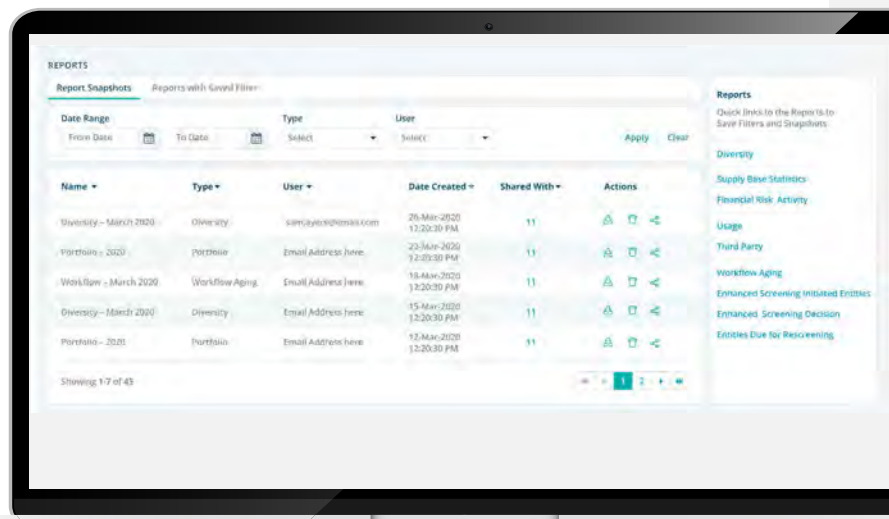 REPORTS
Report Snapshots Reports with Saved Filter
Date Range Type User
From Date To Date Select Select Apply Clear
Name Type User Date Created Shared With Actions
Diversity – March 2020 Diversity 26-Mar-2020 12:20:30 PM 11
Portfolio – 2020 Portfolio Email Address here 12:20:30 PM 11
Workflow – March 2020 Workflow Aging Email Address here 12:20:30 PM 11
Diversity – March 2020 Diversity Email Address here 15-Mar-2020 12:20:30 PM 11
Portfolio – 2020 Portfolio Email Address here 12-Mar-2020 12:20:30 PM 11
Showing 1-7 of 43
1 2
Reports
Quick links to the Reports to
Save Filters and Snapshots
Diversity
Supply Base Statistics
Financial Risk Activity
Usage
Third Party
Workflow Aging
Enhanced Screening Initiated Entities
Enhanced Screening Decision
Entities Due for Rescreening